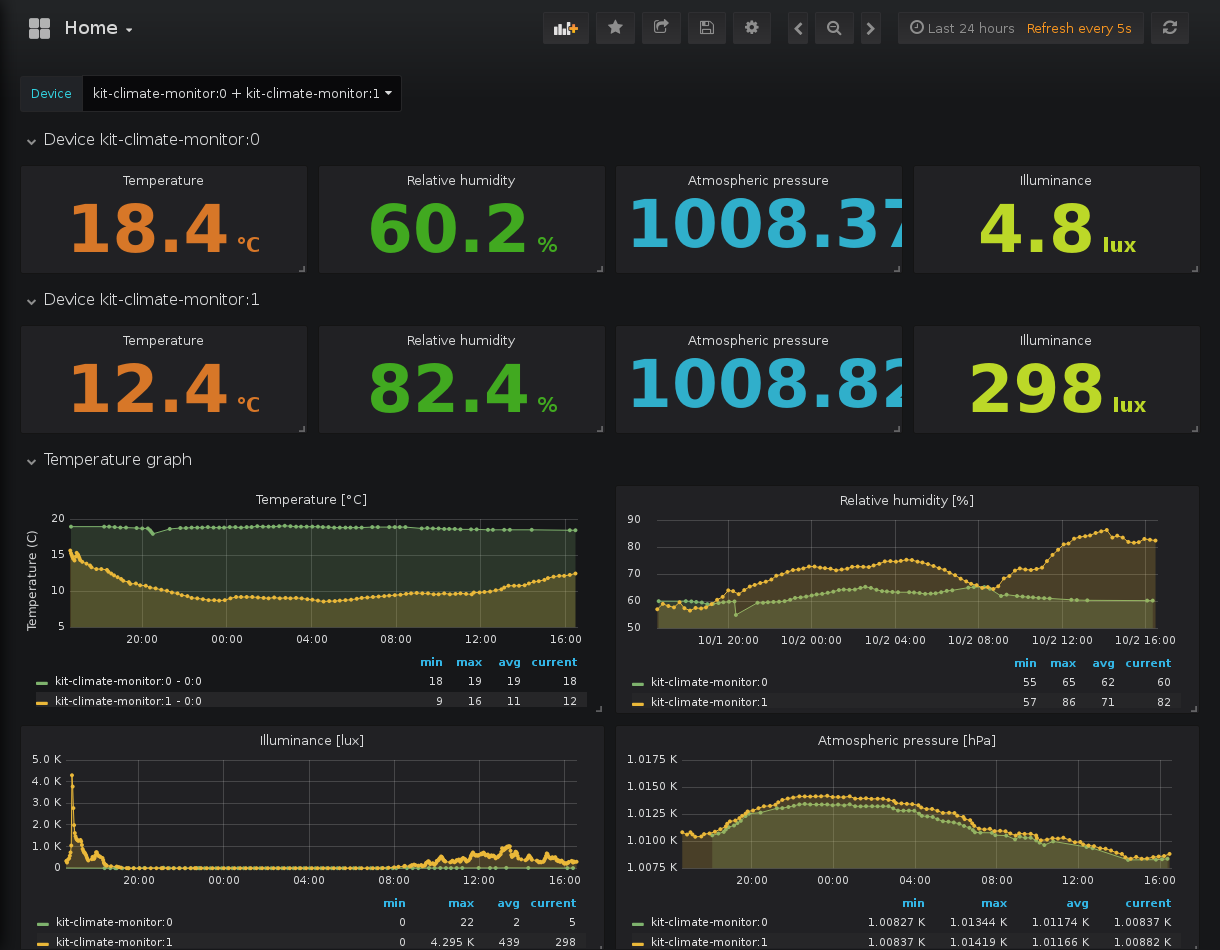 Home
Last 24 hours Refresh every 5s
Device kit-climate-monitor:0 + kit-climate-monitor:1
Device kit-climate-monitor:0
Temperature Relative humidity Atmospheric pressure Illuminance
18.4 °C 60.2 % 1008.37 4.8 lux
Device kit-climate-monitor:1
Temperature Relative humidity Atmospheric pressure Illuminance
12.4 °C 82.4 % 1008.82 298 lux
Temperature graph
Temperature [°C]
Temperature (C)
20
15
10
5
20:00 00:00 04:00 08:00 12:00 16:00
min max avg current
kit-climate-monitor:0 - 0:0 18 19 19 18
kit-climate-monitor:1 - 0:0 9 16 11 12
Relative humidity [%]
90
80
70
60
50
10/1 20:00 10/2 00:00 10/2 04:00 10/2 08:00 10/2 12:00 10/2 16:00
min max avg current
kit-climate-monitor:0 55 65 62 60
kit-climate-monitor:1 57 86 71 82
Illuminance [lux]
5.0 K
4.0 K
3.0 K
2.0 K
1.0 K
0
20:00 00:00 04:00 08:00 12:00 16:00
min max avg current
kit-climate-monitor:0 0 22 2 5
kit-climate-monitor:1 0 4.295 K 439 298
Atmospheric pressure [hPa]
1.0175 K
1.0150 K
1.0125 K
1.0100 K
1.0075 K
20:00 00:00 04:00 08:00 12:00 16:00
min max avg current
kit-climate-monitor:0 1.00827 K 1.01344 K 1.01174 K 1.00837 K
kit-climate-monitor:1 1.00837 K 1.01419 K 1.01166 K 1.00882 K